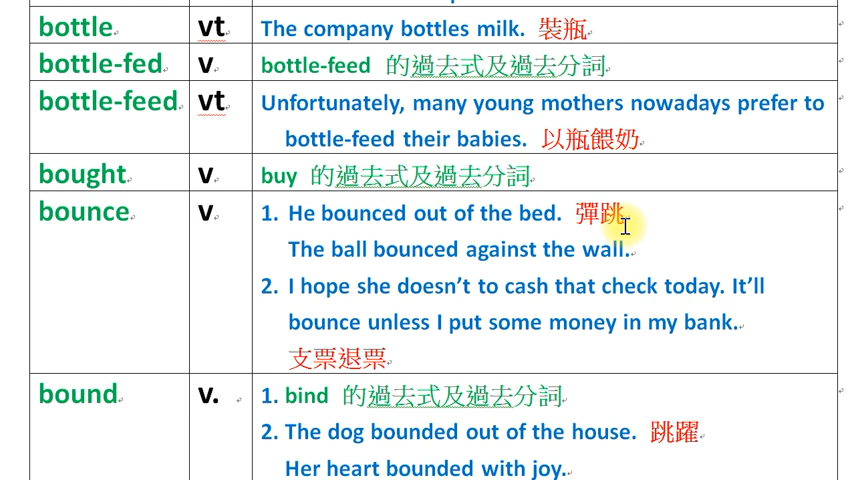 bottle vt The company bottles milk. 裝瓶
bottle-fed v bottle-feed 的過去式及過去分詞
bottle-feed vt Unfortunately, many young mothers nowadays prefer to
bottle-feed their babies. 以瓶餵奶
bought v buy 的過去式及過去分詞
bounce v 1. He bounced out of the bed. 彈跳
The ball bounced against the wall.
2. I hope she doesn’t to cash that check today. It’ll
bounce unless I put some money in my bank.
支票退票
bound v. 1. bind 的過去式及過去分詞
2. The dog bounded out of the house. 跳躍
Her heart bounded with joy.